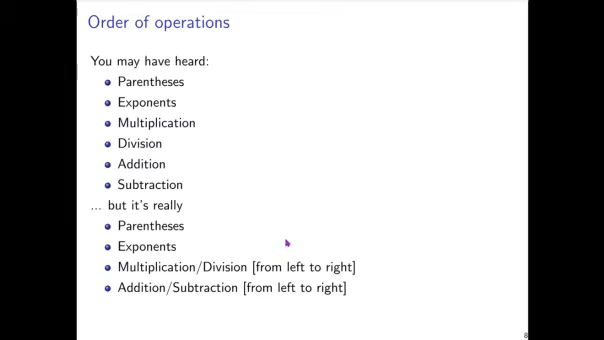 Order of operations
You may have heard:
Parentheses
Exponents
Multiplication
Division
Addition
Subtraction
... but it's really
Parentheses
Exponents
Multiplication/Division [from left to right]
Addition/Subtraction [from left to right]
8